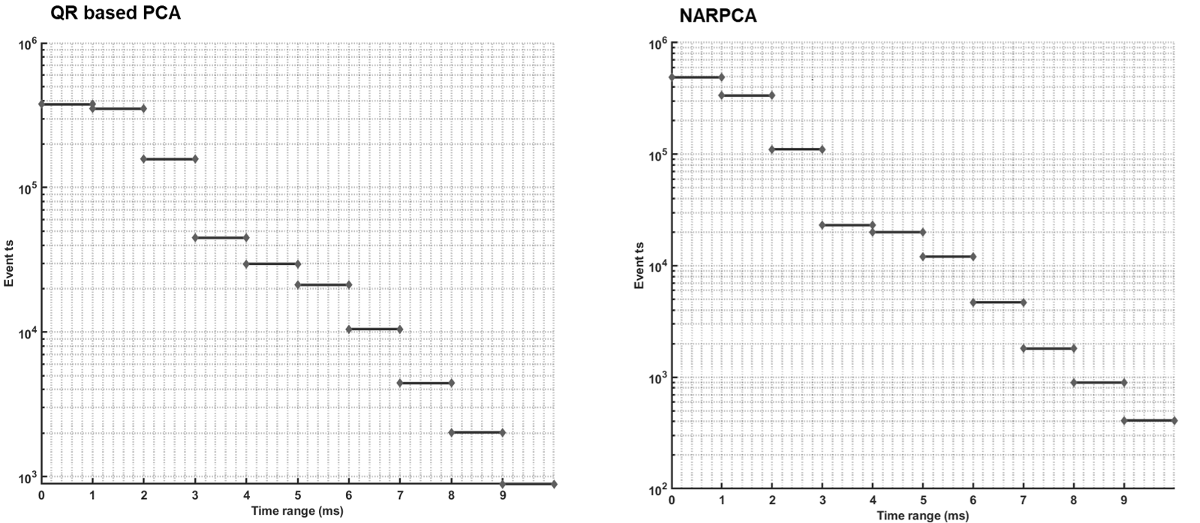 QR based PCA
10^6
10^5
10^4
10^3
Event ts
0 1 2 3 4 5 6 7 8 9
Time range (ms)
NARPCA
10^6
10^5
10^4
10^3
10^2
Event ts
0 1 2 3 4 5 6 7 8 9
Time range (ms)